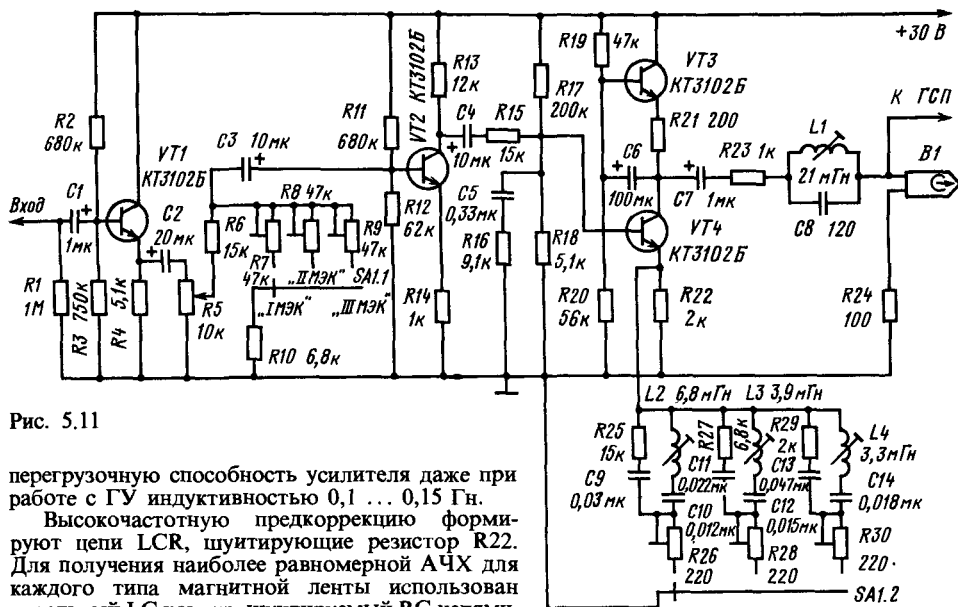 +30 В
R19
47к
VT3
КТ3102Б
R13
12к
R17
200к
R2
680к
R11
680к
VT2 КТ3102Б
R21 200
К ГСП
C3 10мк
C4
R15
10мк
15к
L1
C6
R23 1к
В1
VT1
КТ3102Б
C1
C5
0,33мк
100мк
C7
1мк
21 мГн
Вход
R8 47к
R12
62к
VT4
КТ3102Б
C8 120
1мк
C2
20мк
R6
15к
R9
47к
R16
9,1к
R18
5,1к
R1
1М
R3 750к
R4 5,1к
R5
10к
R7
47к
„II МЭК"
SA1.1
„I МЭК"
„III МЭК"
R14
1к
R20
56к
R22
2к
R24
100
R10 6,8к
L2 6,8мГн
L3 3,9мГн
Рис. 5.11
R25
15к
R27
6,8к
R29
2к
L4
3,3мГн
C9
0,03мк
C11
0,022мк
C13
0,047мк
C14
0,018мк
C10
0,012мк
C12
0,015мк
R26
220
R28
220
R30
220
SA1.2
перегрузочную способность усилителя даже при
работе с ГУ индуктивностью 0,1 ... 0,15 Гн.
Высокочастотную предкоррекцию форми-
руют цепи LCR, шунтирующие резистор R22.
Для получения наиболее равномерной АЧХ для
каждого типа магнитной ленты использован